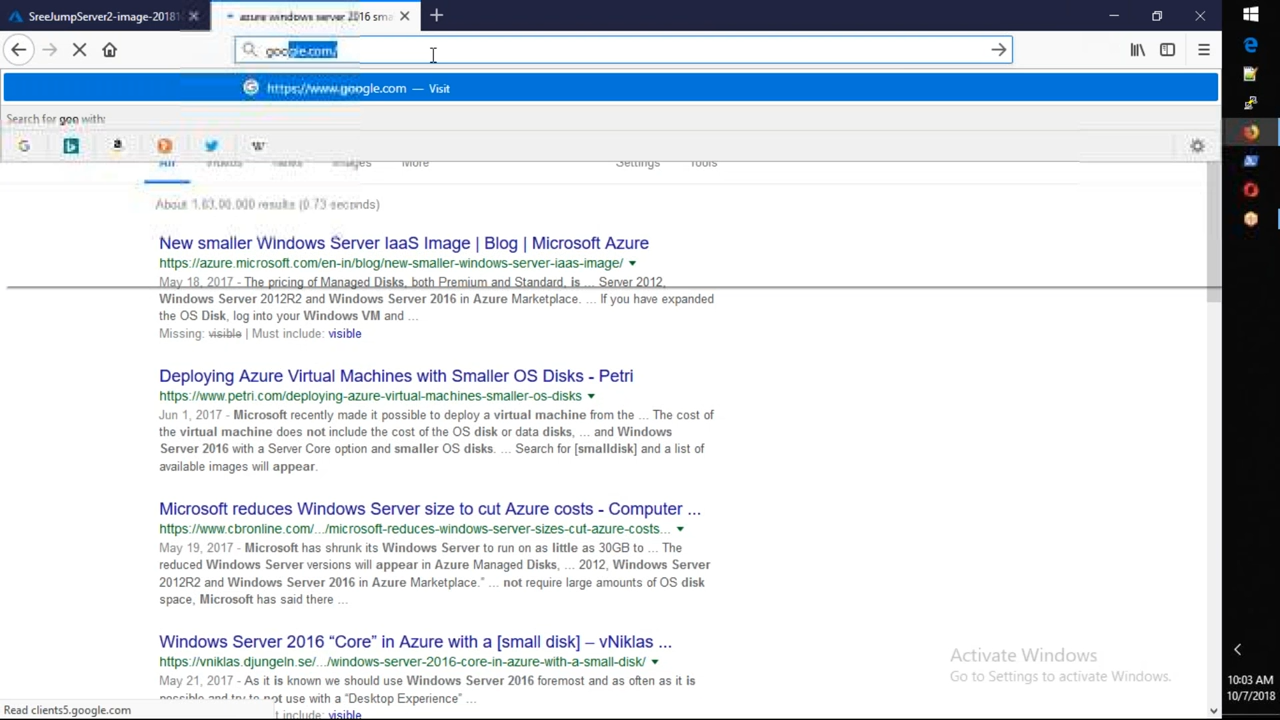 SreeJumpServer2-image-20181
azure windows server 2016 sma
google.com/
https://www.google.com — Visit
Search for goo with:
All Videos Images More Settings Tools
About 1,63,00,000 results (0.73 seconds)
New smaller Windows Server IaaS Image | Blog | Microsoft Azure
https://azure.microsoft.com/en-in/blog/new-smaller-windows-server-iaas-image/
May 18, 2017 - The pricing of Managed Disks, both Premium and Standard, is ... Server 2012,
Windows Server 2012R2 and Windows Server 2016 in Azure Marketplace. ... If you have expanded
the OS Disk, log into your Windows VM and ...
Missing: visible | Must include: visible
Deploying Azure Virtual Machines with Smaller OS Disks - Petri
https://www.petri.com/deploying-azure-virtual-machines-smaller-os-disks
Jun 1, 2017 - Microsoft recently made it possible to deploy a virtual machine from the ... The cost of
the virtual machine does not include the cost of the OS disk or data disks, ... and Windows
Server 2016 with a Server Core option and smaller OS disks. ... Search for [smalldisk] and a list of
available images will appear.
Microsoft reduces Windows Server size to cut Azure costs - Computer ...
https://www.cbronline.com/.../microsoft-reduces-windows-server-sizes-cut-azure-costs...
May 19, 2017 - Microsoft has shrunk its Windows Server to run on as little as 30GB to ... The
reduced Windows Server versions will appear in Azure Managed Disks, ... 2012, Windows Server
2012R2 and Windows Server 2016 in Azure Marketplace.” ... not require large amounts of OS disk
space, Microsoft has said there ...
Windows Server 2016 “Core” in Azure with a [small disk] – vNiklas ...
https://vniklas.djungeln.se/.../windows-server-2016-core-in-azure-with-a-small-disk/
May 21, 2017 - As it is known we should use Windows Server 2016 foremost and as often as it is
possible and try to not use with a “Desktop Experience” ...
t include: visible
Activate Windows
Go to Settings to activate Windows.
Read clients5.google.com
10:03 AM
10/7/2018